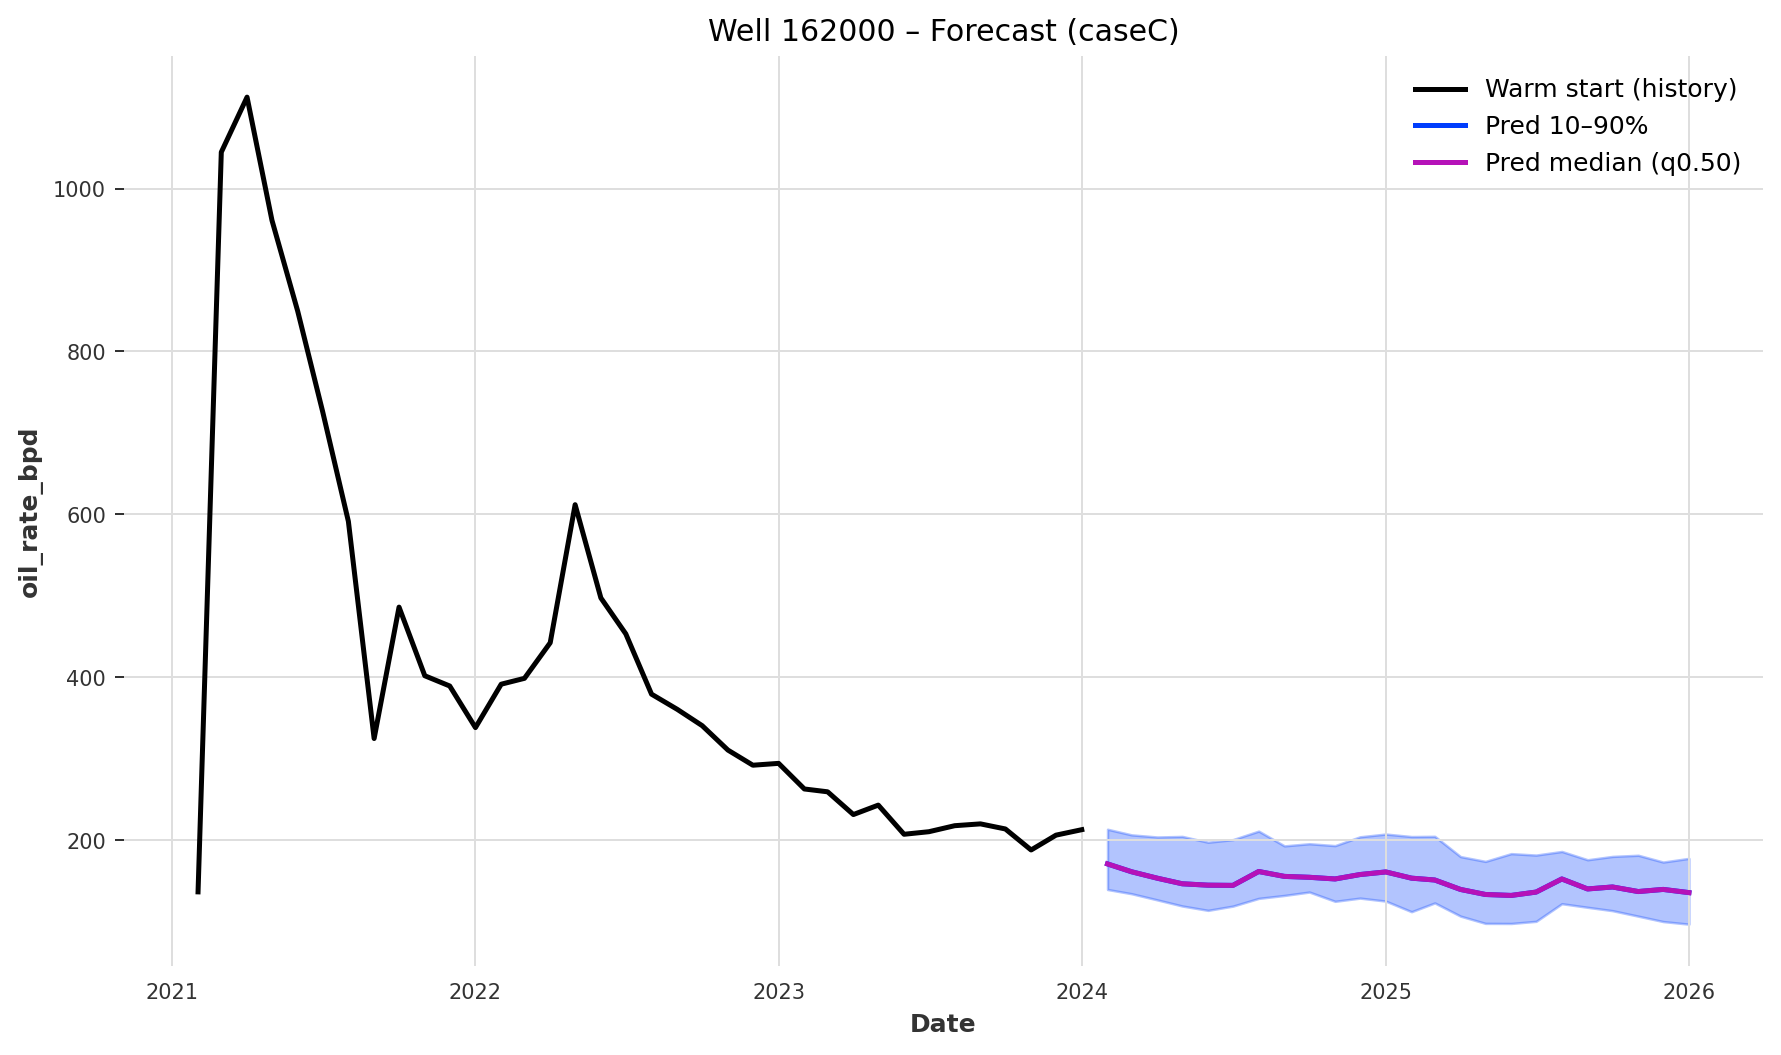 Well 162000 – Forecast (caseC)
Warm start (history)
Pred 10–90%
Pred median (q0.50)
oil_rate_bpd
1000
800
600
400
200
2021
2022
2023
2024
2025
2026
Date